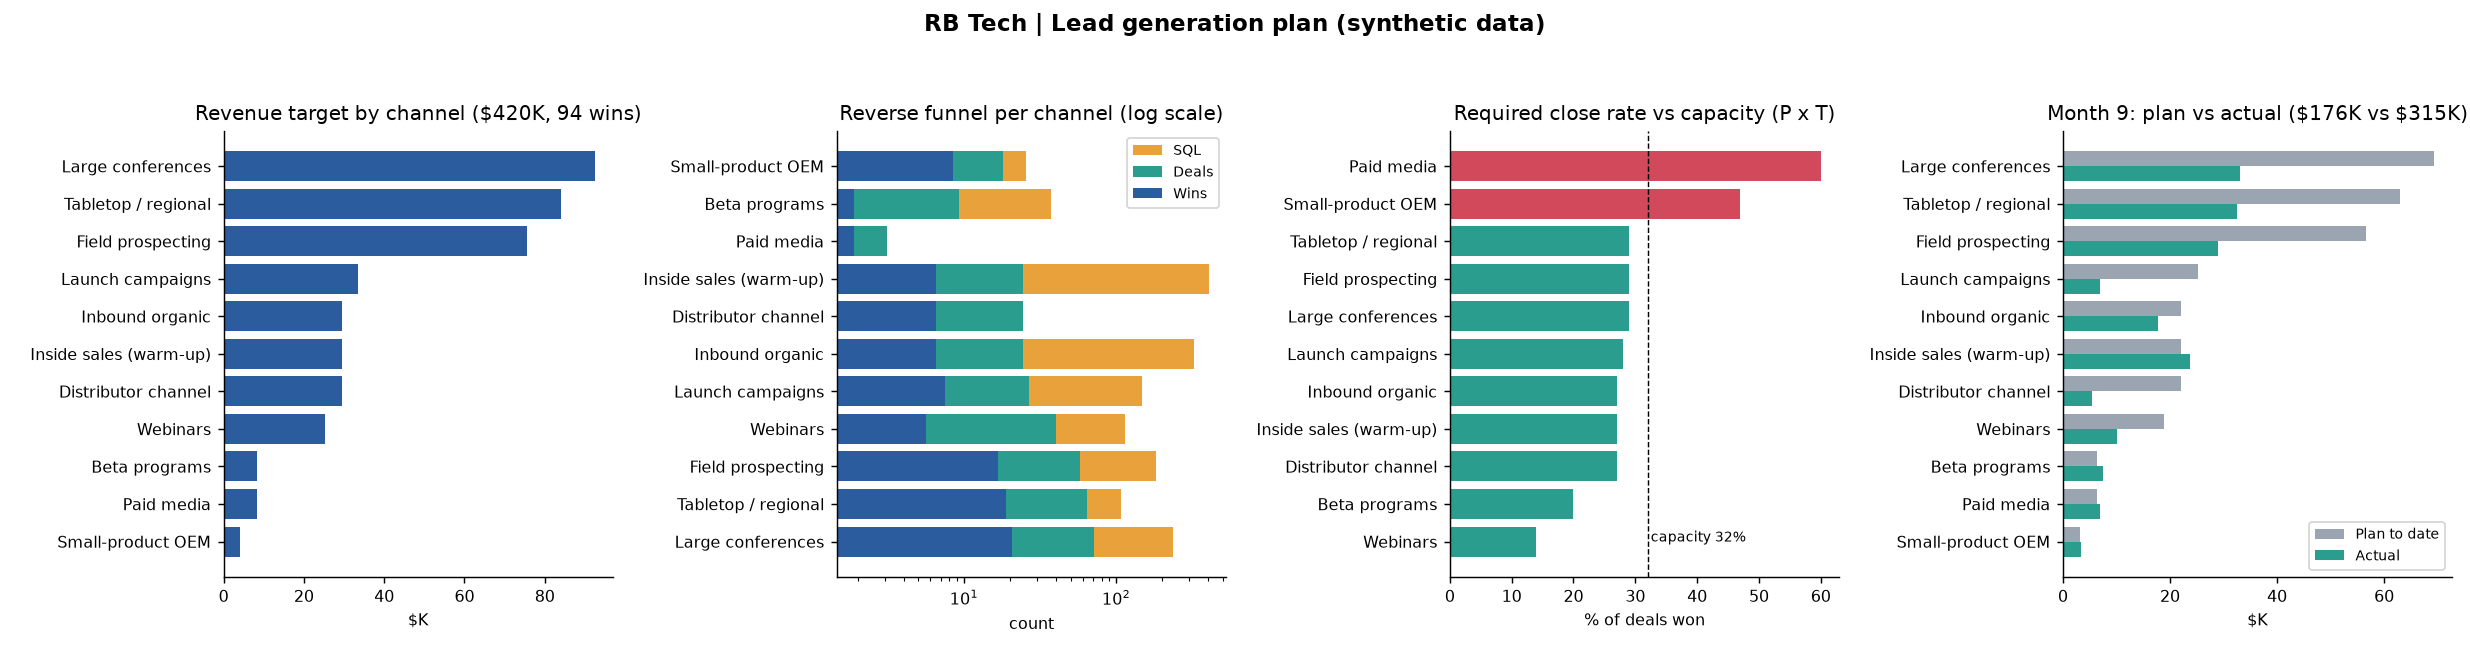 RB Tech | Lead generation plan (synthetic data)
Revenue target by channel ($420K, 94 wins)
Large conferences
Tabletop / regional
Field prospecting
Launch campaigns
Inbound organic
Inside sales (warm-up)
Distributor channel
Webinars
Beta programs
Paid media
Small-product OEM
0 20 40 60 80
$K
Reverse funnel per channel (log scale)
SQL
Deals
Wins
Small-product OEM
Beta programs
Paid media
Inside sales (warm-up)
Distributor channel
Inbound organic
Launch campaigns
Webinars
Field prospecting
Tabletop / regional
Large conferences
10¹ 10²
count
Required close rate vs capacity (P x T)
Paid media
Small-product OEM
Tabletop / regional
Field prospecting
Large conferences
Launch campaigns
Inbound organic
Inside sales (warm-up)
Distributor channel
Beta programs
Webinars
capacity 32%
0 10 20 30 40 50 60
% of deals won
Month 9: plan vs actual ($176K vs $315K)
Large conferences
Tabletop / regional
Field prospecting
Launch campaigns
Inbound organic
Inside sales (warm-up)
Distributor channel
Webinars
Beta programs
Paid media
Small-product OEM
Plan to date
Actual
0 20 40 60
$K